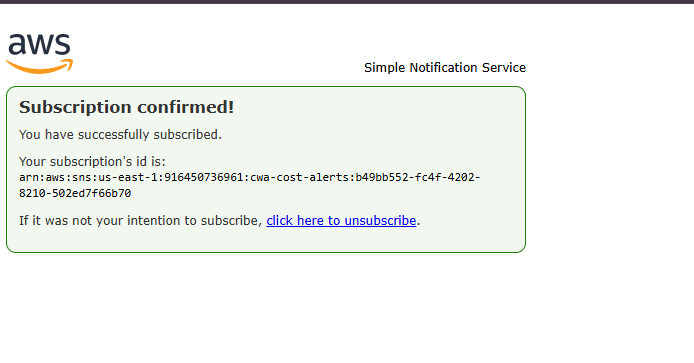 aws
Simple Notification Service
Subscription confirmed!
You have successfully subscribed.
Your subscription's id is:
arn:aws:sns:us-east-1:916450736961:cwa-cost-alerts:b49bb552-fc4f-4202-
8210-502ed7f66b70
If it was not your intention to subscribe, click here to unsubscribe.